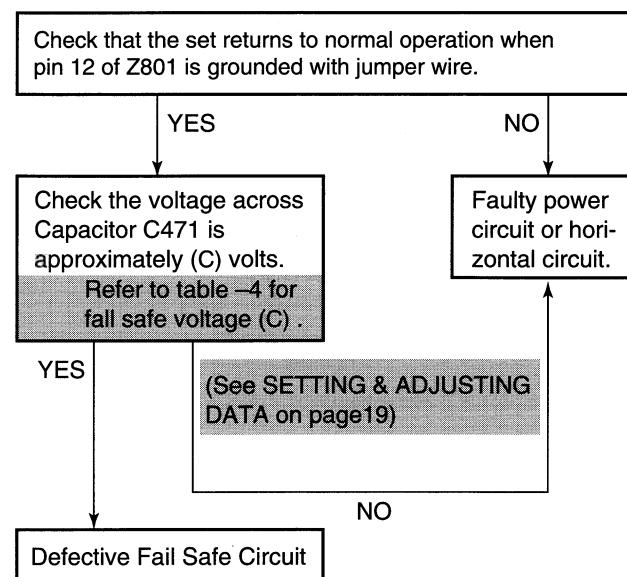 Check that the set returns to normal operation when
pin 12 of Z801 is grounded with jumper wire.
YES
NO
Check the voltage across
Capacitor C471 is
approximately (C) volts.
Refer to table –4 for
fall safe voltage (C) .
Faulty power
circuit or hori-
zontal circuit.
YES
(See SETTING & ADJUSTING
DATA on page19)
NO
Defective Fail Safe Circuit